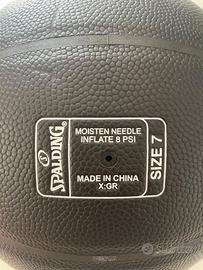 SPALDING
MOISTEN NEEDLE
INFLATE 8 PSI
MADE IN CHINA
X:GR
SIZE 7